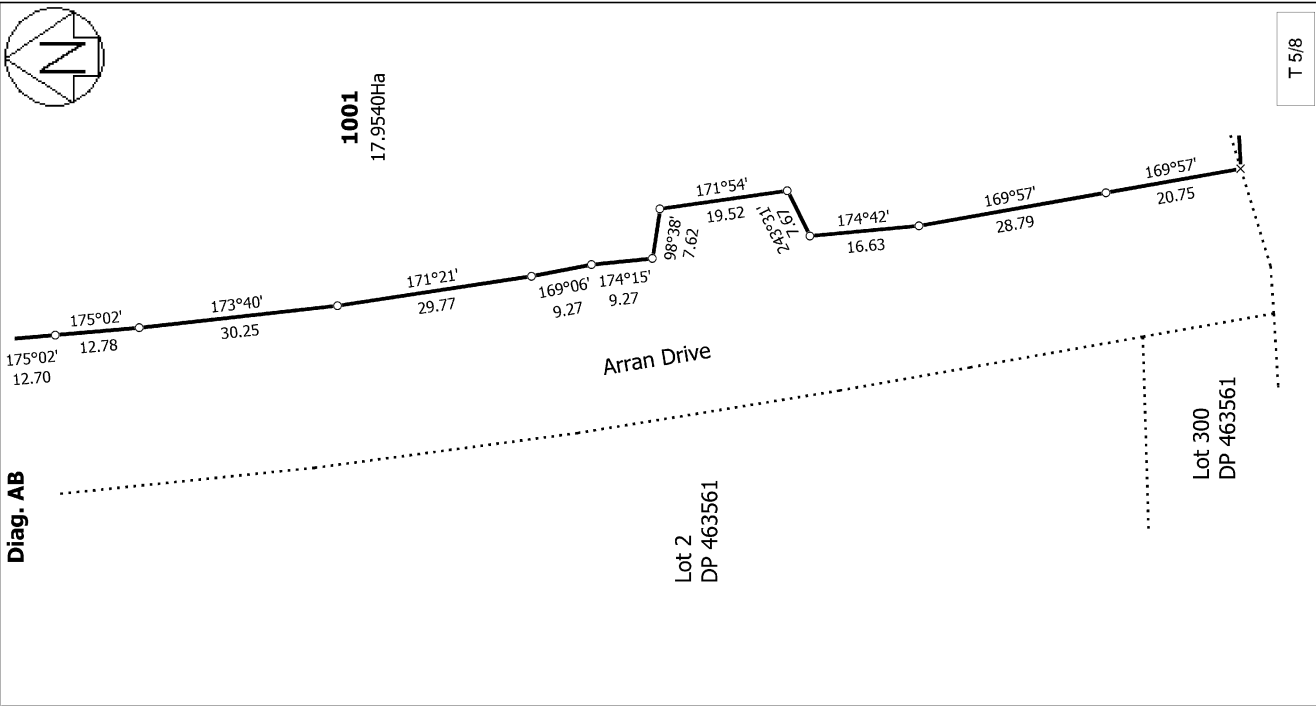 N
T 5/8
1001
17.9540Ha
175°02'
12.70
175°02'
12.78
173°40'
30.25
171°21'
29.77
169°06'
9.27
174°15'
9.27
98°38'
7.62
171°54'
19.52
243°31'
7.67
174°42'
16.63
169°57'
28.79
169°57'
20.75
Arran Drive
Diag. AB
Lot 2
DP 463561
Lot 300
DP 463561